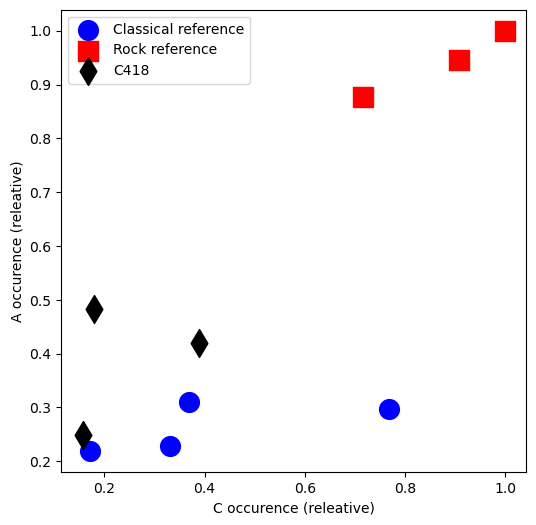 Classical reference
Rock reference
C418
1.0
0.9
0.8
0.7
0.6
0.5
0.4
0.3
0.2
A occurence (releative)
0.2 0.4 0.6 0.8 1.0
C occurence (releative)